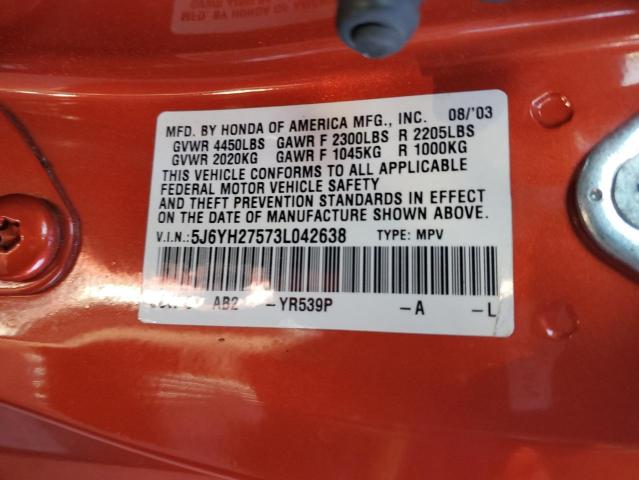 MFD. BY HONDA OF AMERICA MFG., INC. 08/'03
GVWR 4450LBS GAWR F 2300LBS R 2205LBS
GVWR 2020KG GAWR F 1045KG R 1000KG
THIS VEHICLE CONFORMS TO ALL APPLICABLE
FEDERAL MOTOR VEHICLE SAFETY
AND THEFT PREVENTION STANDARDS IN EFFECT
ON THE DATE OF MANUFACTURE SHOWN ABOVE.
V.I.N.: 5J6YH27573L042638 TYPE: MPV
AB2 -YR539P -A -L